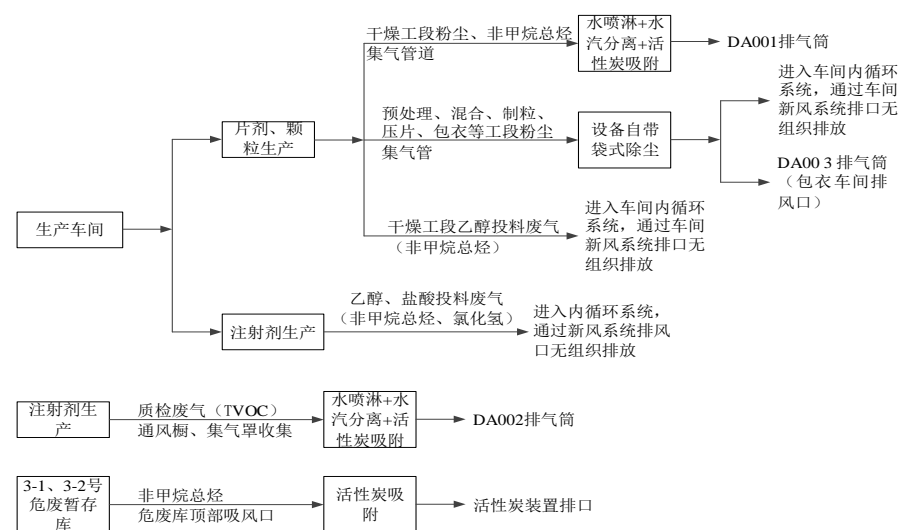 干燥工段粉尘、非甲烷总烃
集气管道
水喷淋+水
汽分离+活
性炭吸附
DA001排气筒
片剂、颗
粒生产
预处理、混合、制粒、
压片、包衣等工段粉尘
集气管
设备自带
袋式除尘
进入车间内循环
系统，通过车间
新风系统排口无
组织排放
DA00 3 排气筒
（包衣车间排
风口）
生产车间
干燥工段乙醇投料废气
（非甲烷总烃）
进入车间内循环
系统，通过车间
新风系统排口无
组织排放
注射剂生产
乙醇、盐酸投料废气
（非甲烷总烃、氯化氢）
进入内循环系统，
通过新风系统排风
口无组织排放
注射剂生
产
质检废气（TVOC）
通风橱、集气罩收集
水喷淋+水
汽分离+活
性炭吸附
DA002排气筒
3-1、3-2号
危废暂存
库
非甲烷总烃
危废库顶部吸风口
活性炭吸
附
活性炭装置排口